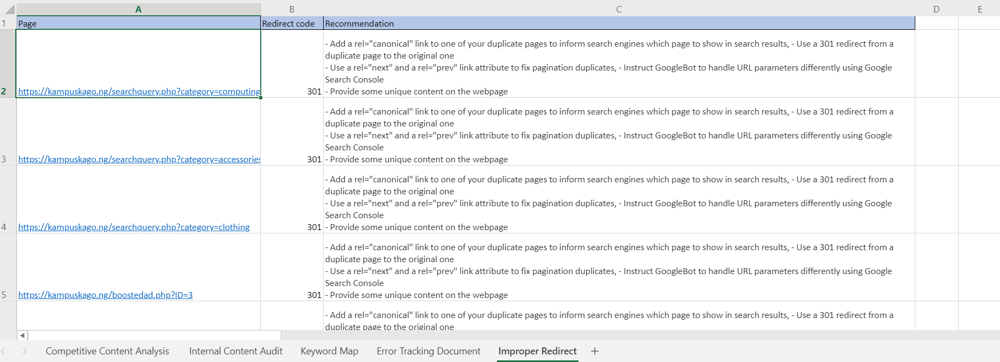 A B C D E
1 Page Redirect code Recommendation
- Add a rel="canonical" link to one of your duplicate pages to inform search engines which page to show in search results, - Use a 301 redirect from a
duplicate page to the original one
- Use a rel="next" and a rel="prev" link attribute to fix pagination duplicates, - Instruct GoogleBot to handle URL parameters differently using Google
Search Console
2 https://kampuskago.ng/searchquery.php?category=computing 301 - Provide some unique content on the webpage
- Add a rel="canonical" link to one of your duplicate pages to inform search engines which page to show in search results, - Use a 301 redirect from a
duplicate page to the original one
- Use a rel="next" and a rel="prev" link attribute to fix pagination duplicates, - Instruct GoogleBot to handle URL parameters differently using Google
Search Console
3 https://kampuskago.ng/searchquery.php?category=accessories 301 - Provide some unique content on the webpage
- Add a rel="canonical" link to one of your duplicate pages to inform search engines which page to show in search results, - Use a 301 redirect from a
duplicate page to the original one
- Use a rel="next" and a rel="prev" link attribute to fix pagination duplicates, - Instruct GoogleBot to handle URL parameters differently using Google
Search Console
4 https://kampuskago.ng/searchquery.php?category=clothing 301 - Provide some unique content on the webpage
- Add a rel="canonical" link to one of your duplicate pages to inform search engines which page to show in search results, - Use a 301 redirect from a
duplicate page to the original one
- Use a rel="next" and a rel="prev" link attribute to fix pagination duplicates, - Instruct GoogleBot to handle URL parameters differently using Google
Search Console
5 https://kampuskago.ng/boostedad.php?ID=3 301 - Provide some unique content on the webpage
- Add a rel="canonical" link to one of your duplicate pages to inform search engines which page to show in search results, - Use a 301 redirect from a
duplicate page to the original one
Competitive Content Analysis Internal Content Audit Keyword Map Error Tracking Document Improper Redirect +